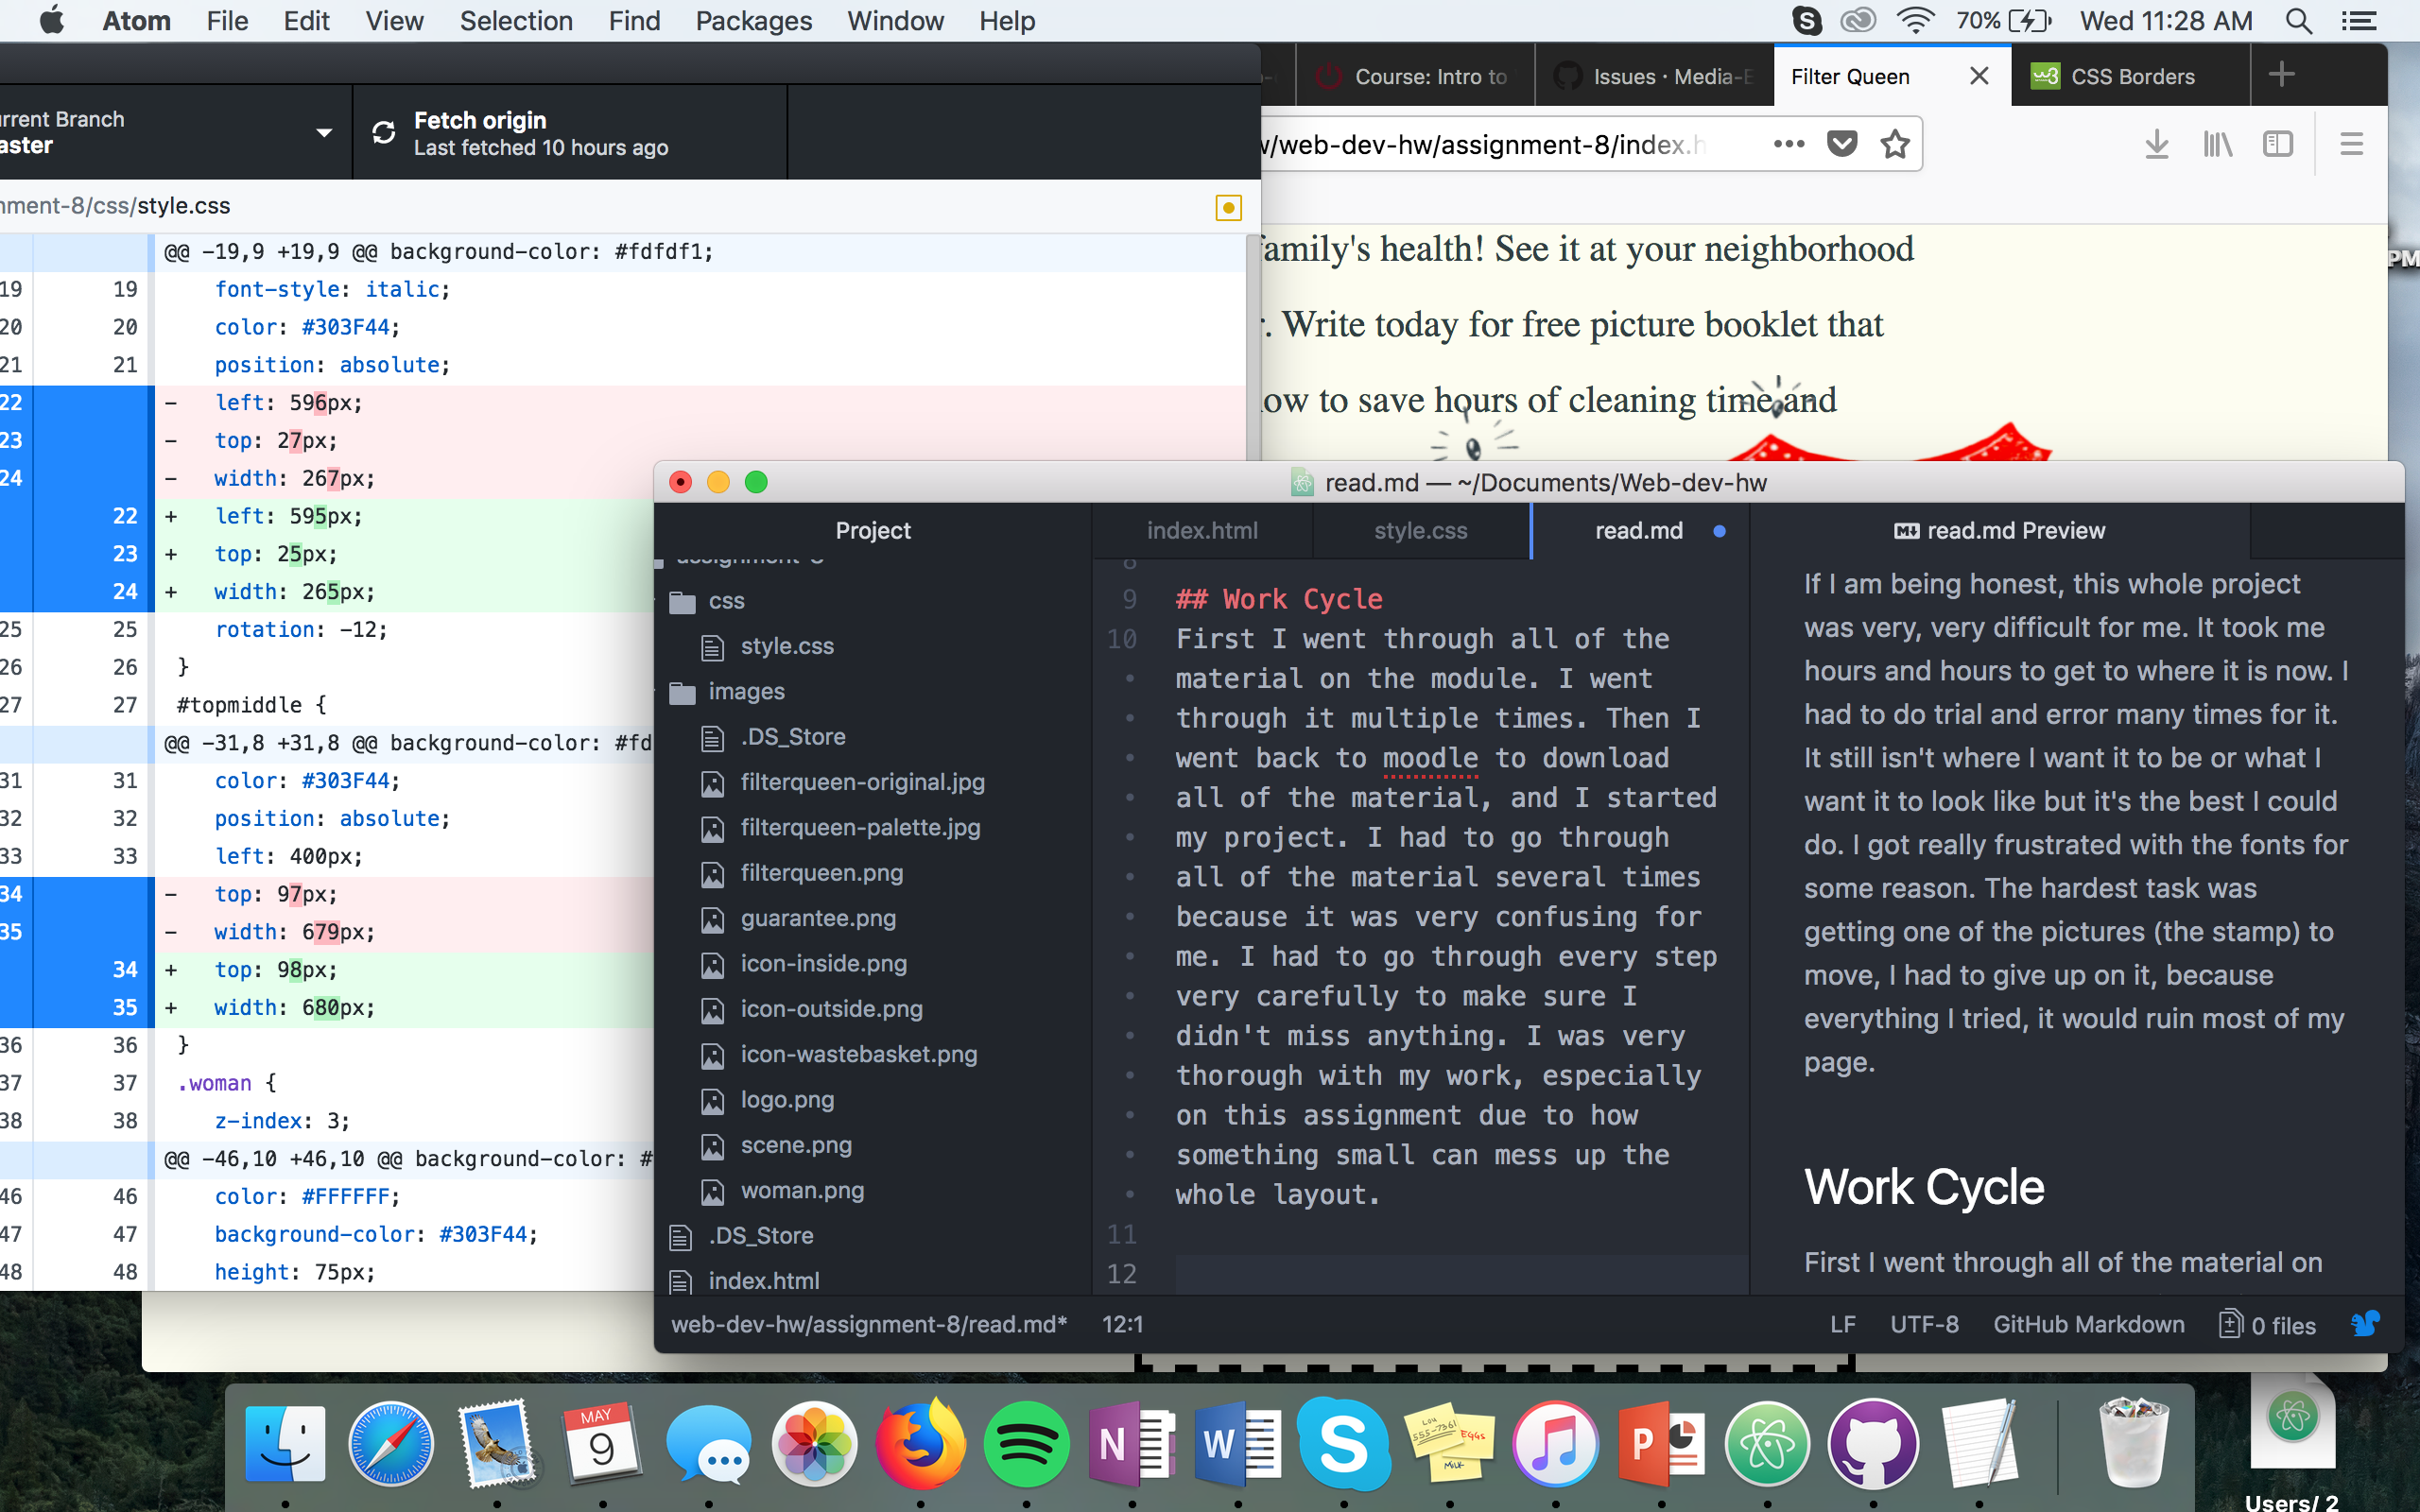 Atom File Edit View Selection Find Packages Window Help
70% Wed 11:28 AM
Course: Intro to
Issues · Media-E
Filter Queen
CSS Borders
urrent Branch
aster
Fetch origin
Last fetched 10 hours ago
w/web-dev-hw/assignment-8/index.h
nment-8/css/style.css
@@ -19,9 +19,9 @@ background-color: #fdfdf1;
19 19 font-style: italic;
20 20 color: #303F44;
21 21 position: absolute;
22 - left: 596px;
23 - top: 27px;
24 - width: 267px;
22 + left: 595px;
23 + top: 25px;
24 + width: 265px;
25 25 rotation: -12;
26 26 }
27 27 #topmiddle {
@@ -31,8 +31,8 @@ background-color: #fd
31 31 color: #303F44;
32 32 position: absolute;
33 33 left: 400px;
34 - top: 97px;
35 - width: 679px;
34 + top: 98px;
35 + width: 680px;
36 36 }
37 37 .woman {
38 38 z-index: 3;
@@ -46,10 +46,10 @@ background-color: #
46 46 color: #FFFFFF;
47 47 background-color: #303F44;
48 48 height: 75px;
family's health! See it at your neighborhood
r. Write today for free picture booklet that
how to save hours of cleaning time and
PM
read.md — ~/Documents/Web-dev-hw
Project
assignment-8
css
style.css
images
.DS_Store
filterqueen-original.jpg
filterqueen-palette.jpg
filterqueen.png
guarantee.png
icon-inside.png
icon-outside.png
icon-wastebasket.png
logo.png
scene.png
woman.png
.DS_Store
index.html
index.html style.css read.md read.md Preview
8
9 ## Work Cycle
10 First I went through all of the
material on the module. I went
through it multiple times. Then I
went back to moodle to download
all of the material, and I started
my project. I had to go through
all of the material several times
because it was very confusing for
me. I had to go through every step
very carefully to make sure I
didn't miss anything. I was very
thorough with my work, especially
on this assignment due to how
something small can mess up the
whole layout.
11
12
If I am being honest, this whole project
was very, very difficult for me. It took me
hours and hours to get to where it is now. I
had to do trial and error many times for it.
It still isn't where I want it to be or what I
want it to look like but it's the best I could
do. I got really frustrated with the fonts for
some reason. The hardest task was
getting one of the pictures (the stamp) to
move, I had to give up on it, because
everything I tried, it would ruin most of my
page.
Work Cycle
First I went through all of the material on
web-dev-hw/assignment-8/read.md* 12:1
LF UTF-8 GitHub Markdown 0 files
MAY
9
N
W
S
P
Users/ 2